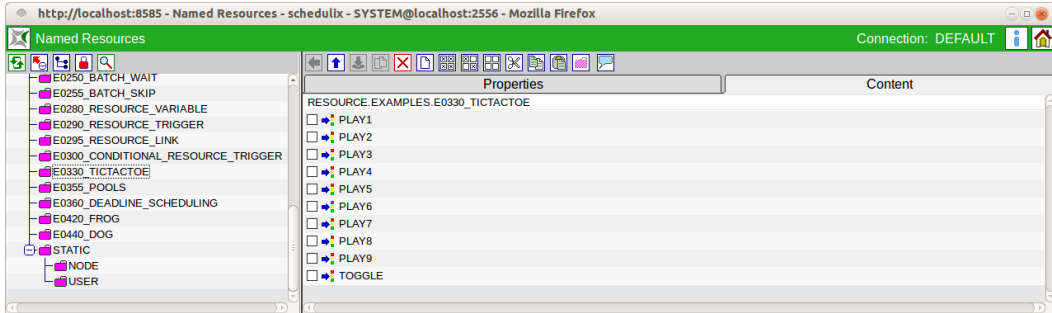 http://localhost:8585 - Named Resources - schedulix - SYSTEM@localhost:2556 - Mozilla Firefox
Named Resources
Connection: DEFAULT
E0250_BATCH_WAIT
E0255_BATCH_SKIP
E0280_RESOURCE_VARIABLE
E0290_RESOURCE_TRIGGER
E0295_RESOURCE_LINK
E0300_CONDITIONAL_RESOURCE_TRIGGER
E0330_TICTACTOE
E0355_POOLS
E0360_DEADLINE_SCHEDULING
E0420_FROG
E0440_DOG
STATIC
NODE
USER
Properties
Content
RESOURCE.EXAMPLES.E0330_TICTACTOE
PLAY1
PLAY2
PLAY3
PLAY4
PLAY5
PLAY6
PLAY7
PLAY8
PLAY9
TOGGLE